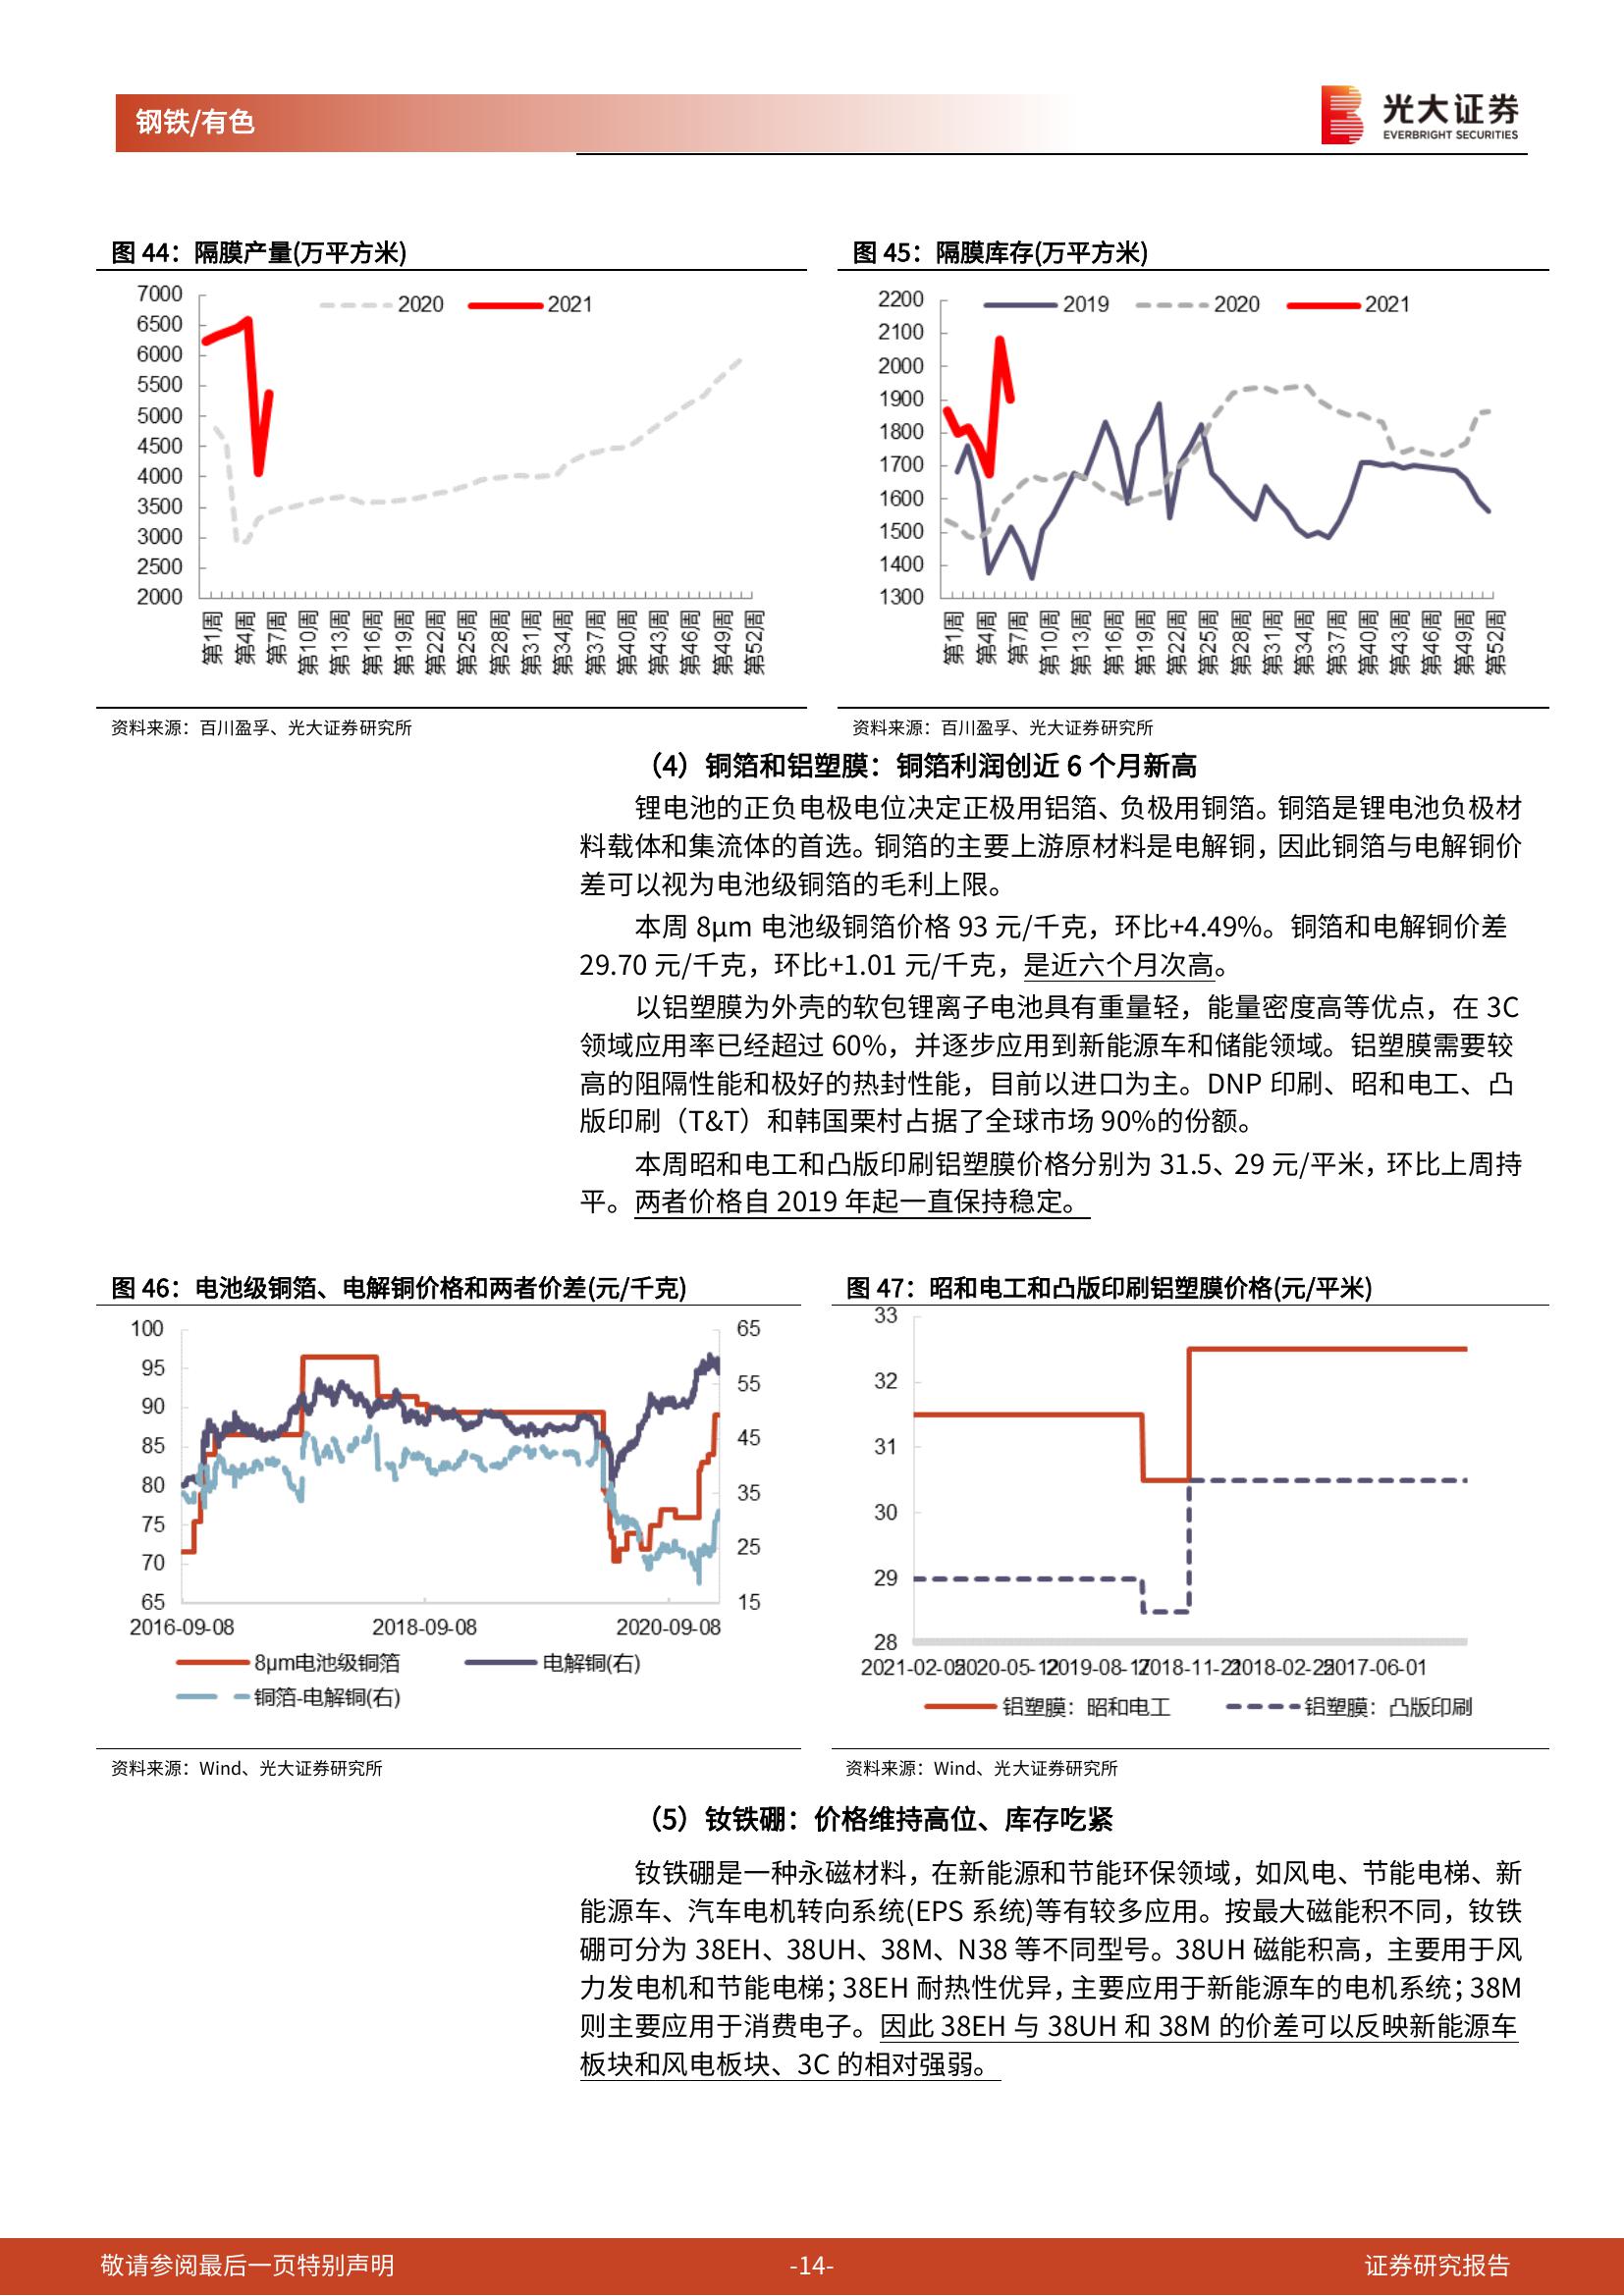 钢铁/有色
光大证券
EVERBRIGHT SECURITIES
图 44：隔膜产量(万平方米)
7000
6500
6000
5500
5000
4500
4000
3500
3000
2500
2000
2020
2021
第1周
第4周
第7周
第10周
第13周
第16周
第19周
第22周
第25周
第28周
第31周
第34周
第37周
第40周
第43周
第46周
第49周
第52周
资料来源：百川盈孚、光大证券研究所
图 45：隔膜库存(万平方米)
2200
2100
2000
1900
1800
1700
1600
1500
1400
1300
2019
2020
2021
第1周
第4周
第7周
第10周
第13周
第16周
第19周
第22周
第25周
第28周
第31周
第34周
第37周
第40周
第43周
第46周
第49周
第52周
资料来源：百川盈孚、光大证券研究所
（4）铜箔和铝塑膜：铜箔利润创近 6 个月新高
锂电池的正负电极电位决定正极用铝箔、负极用铜箔。铜箔是锂电池负极材
料载体和集流体的首选。铜箔的主要上游原材料是电解铜，因此铜箔与电解铜价
差可以视为电池级铜箔的毛利上限。
本周 8μm 电池级铜箔价格 93 元/千克，环比+4.49%。铜箔和电解铜价差
29.70 元/千克，环比+1.01 元/千克，是近六个月次高。
以铝塑膜为外壳的软包锂离子电池具有重量轻，能量密度高等优点，在 3C
领域应用率已经超过 60%，并逐步应用到新能源车和储能领域。铝塑膜需要较
高的阻隔性能和极好的热封性能，目前以进口为主。DNP 印刷、昭和电工、凸
版印刷（T&T）和韩国栗村占据了全球市场 90%的份额。
本周昭和电工和凸版印刷铝塑膜价格分别为 31.5、29 元/平米，环比上周持
平。两者价格自 2019 年起一直保持稳定。
图 46：电池级铜箔、电解铜价格和两者价差(元/千克)
100
95
90
85
80
75
70
65
65
55
45
35
25
15
2016-09-08
2018-09-08
2020-09-08
8μm电池级铜箔
电解铜(右)
铜箔-电解铜(右)
资料来源：Wind、光大证券研究所
图 47：昭和电工和凸版印刷铝塑膜价格(元/平米)
33
32
31
30
29
28
2021-02-05
2020-05-12
2019-08-17
2018-11-21
2018-02-25
2017-06-01
铝塑膜：昭和电工
铝塑膜：凸版印刷
资料来源：Wind、光大证券研究所
（5）钕铁硼：价格维持高位、库存吃紧
钕铁硼是一种永磁材料，在新能源和节能环保领域，如风电、节能电梯、新
能源车、汽车电机转向系统(EPS 系统)等有较多应用。按最大磁能积不同，钕铁
硼可分为 38EH、38UH、38M、N38 等不同型号。38UH 磁能积高，主要用于风
力发电机和节能电梯；38EH 耐热性优异，主要应用于新能源车的电机系统；38M
则主要应用于消费电子。因此 38EH 与 38UH 和 38M 的价差可以反映新能源车
板块和风电板块、3C 的相对强弱。
敬请参阅最后一页特别声明
-14-
证券研究报告